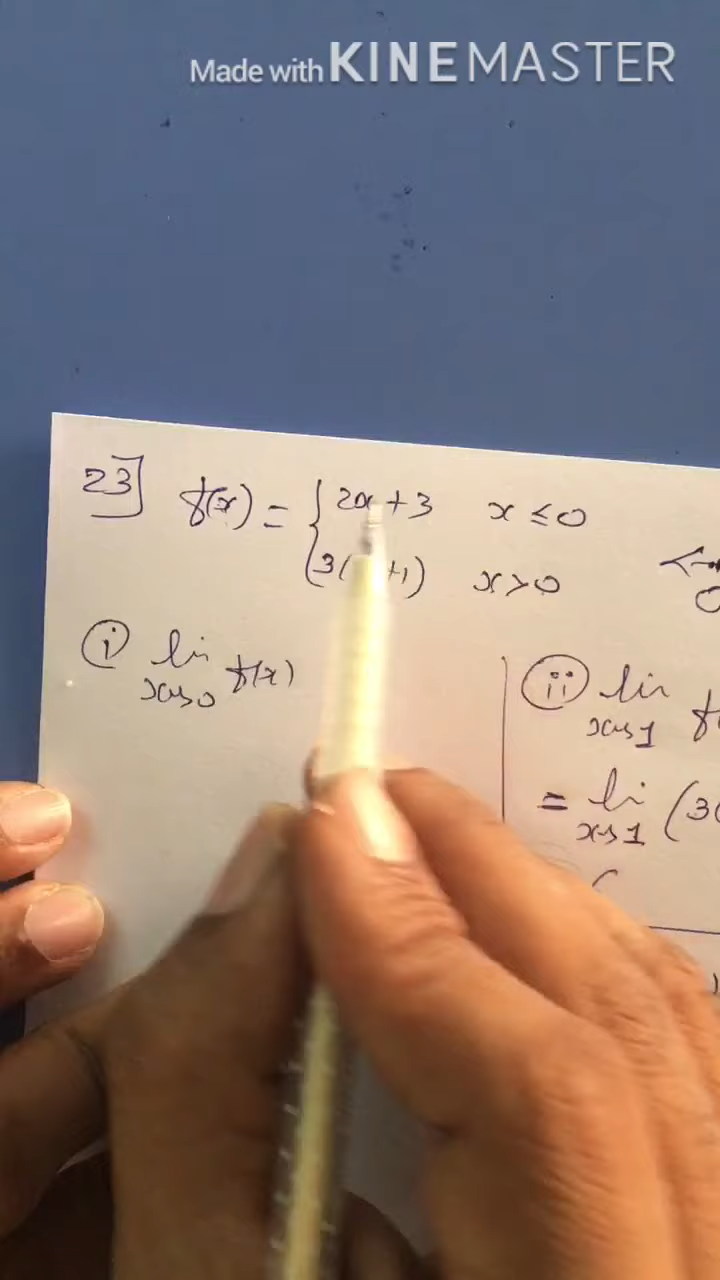 Made with KINEMASTER
23] f(x) = { 2x+3 x ≤ 0
3( +1) x > 0
(i) lim x→0 f(x)
(ii) lim x→1 f
= lim x→1 (3(